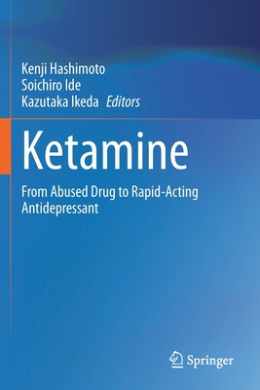 Kenji Hashimoto
Soichiro Ide
Kazutaka Ikeda Editors
Ketamine
From Abused Drug to Rapid-Acting
Antidepressant
Springer